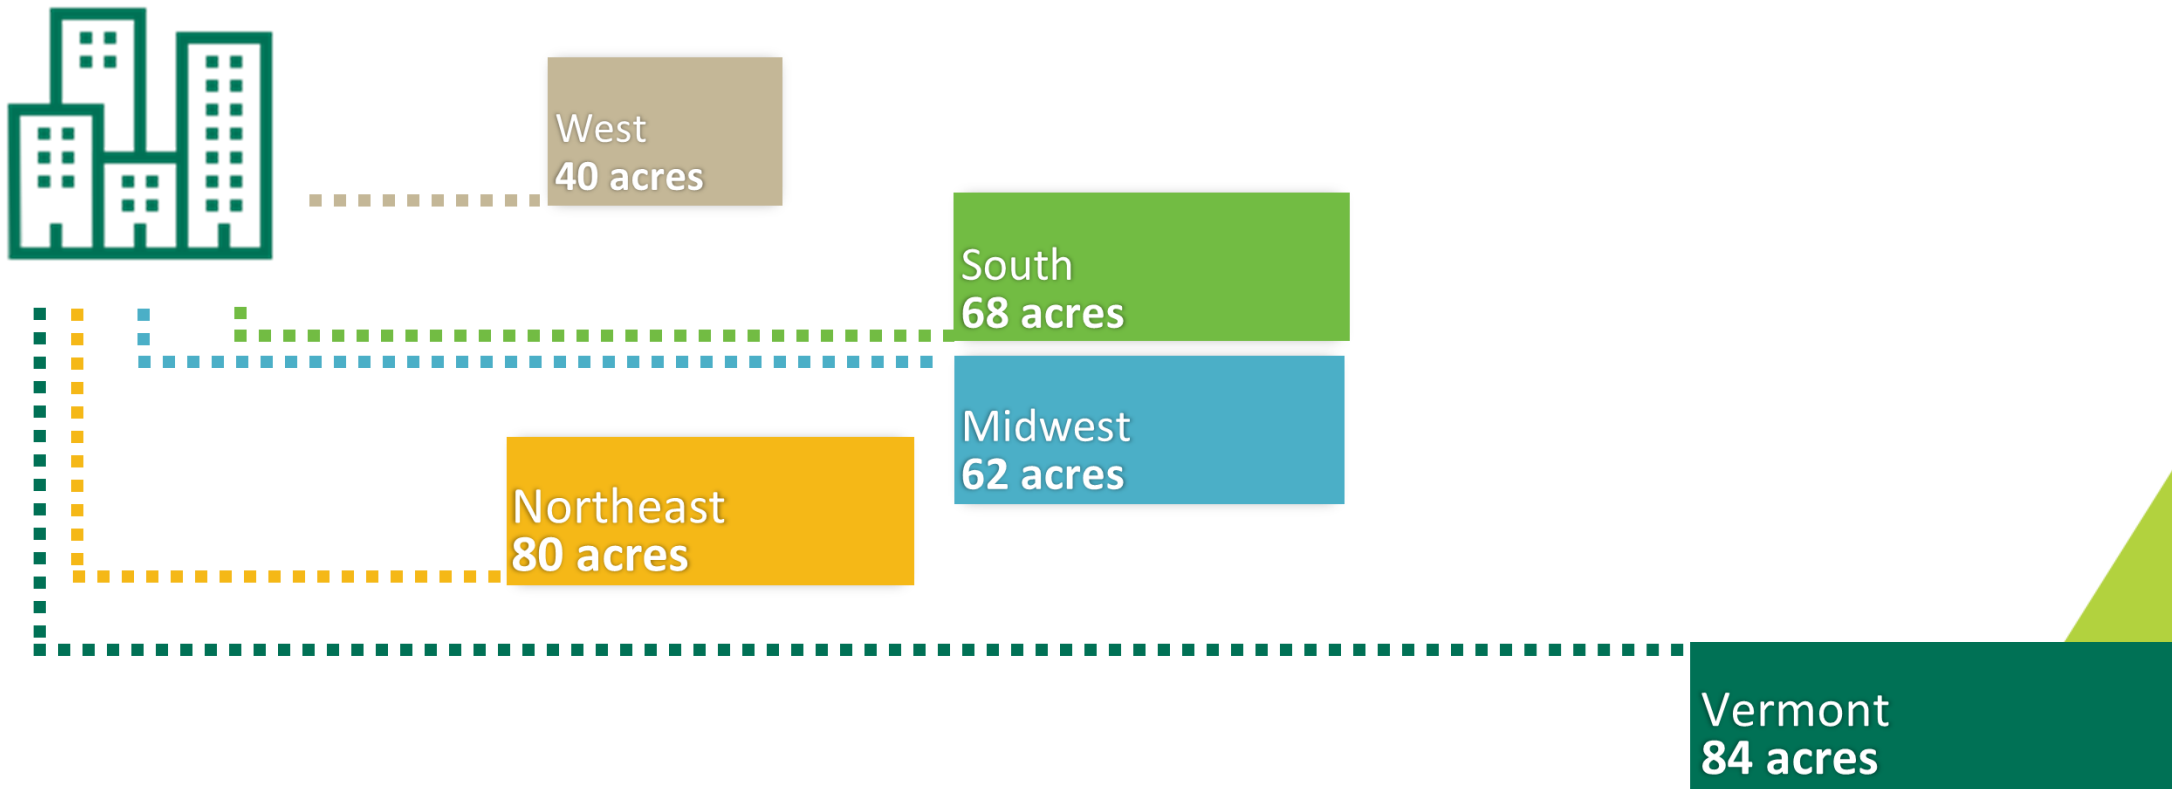 West
40 acres
South
68 acres
Midwest
62 acres
Northeast
80 acres
Vermont
84 acres